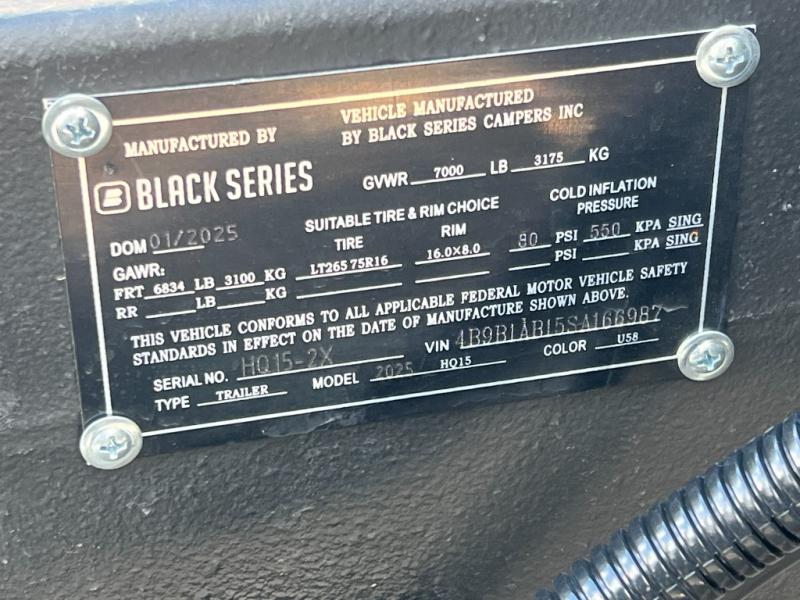 MANUFACTURED BY
VEHICLE MANUFACTURED
BY BLACK SERIES CAMPERS INC
BLACK SERIES
GVWR 7000 LB 3175 KG
DOM 01/2025
SUITABLE TIRE & RIM CHOICE
COLD INFLATION
PRESSURE
GAWR:
TIRE
RIM
FRT 6834 LB 3100 KG LT265 75R16 16.0×8.0 80 PSI 550 KPA SING
RR LB KG PSI KPA SING
THIS VEHICLE CONFORMS TO ALL APPLICABLE FEDERAL MOTOR VEHICLE SAFETY
STANDARDS IN EFFECT ON THE DATE OF MANUFACTURE SHOWN ABOVE.
SERIAL NO. HQ15-2X VIN 4B9B1AB15SA166987
TYPE TRAILER MODEL 2025 HQ15 COLOR U58